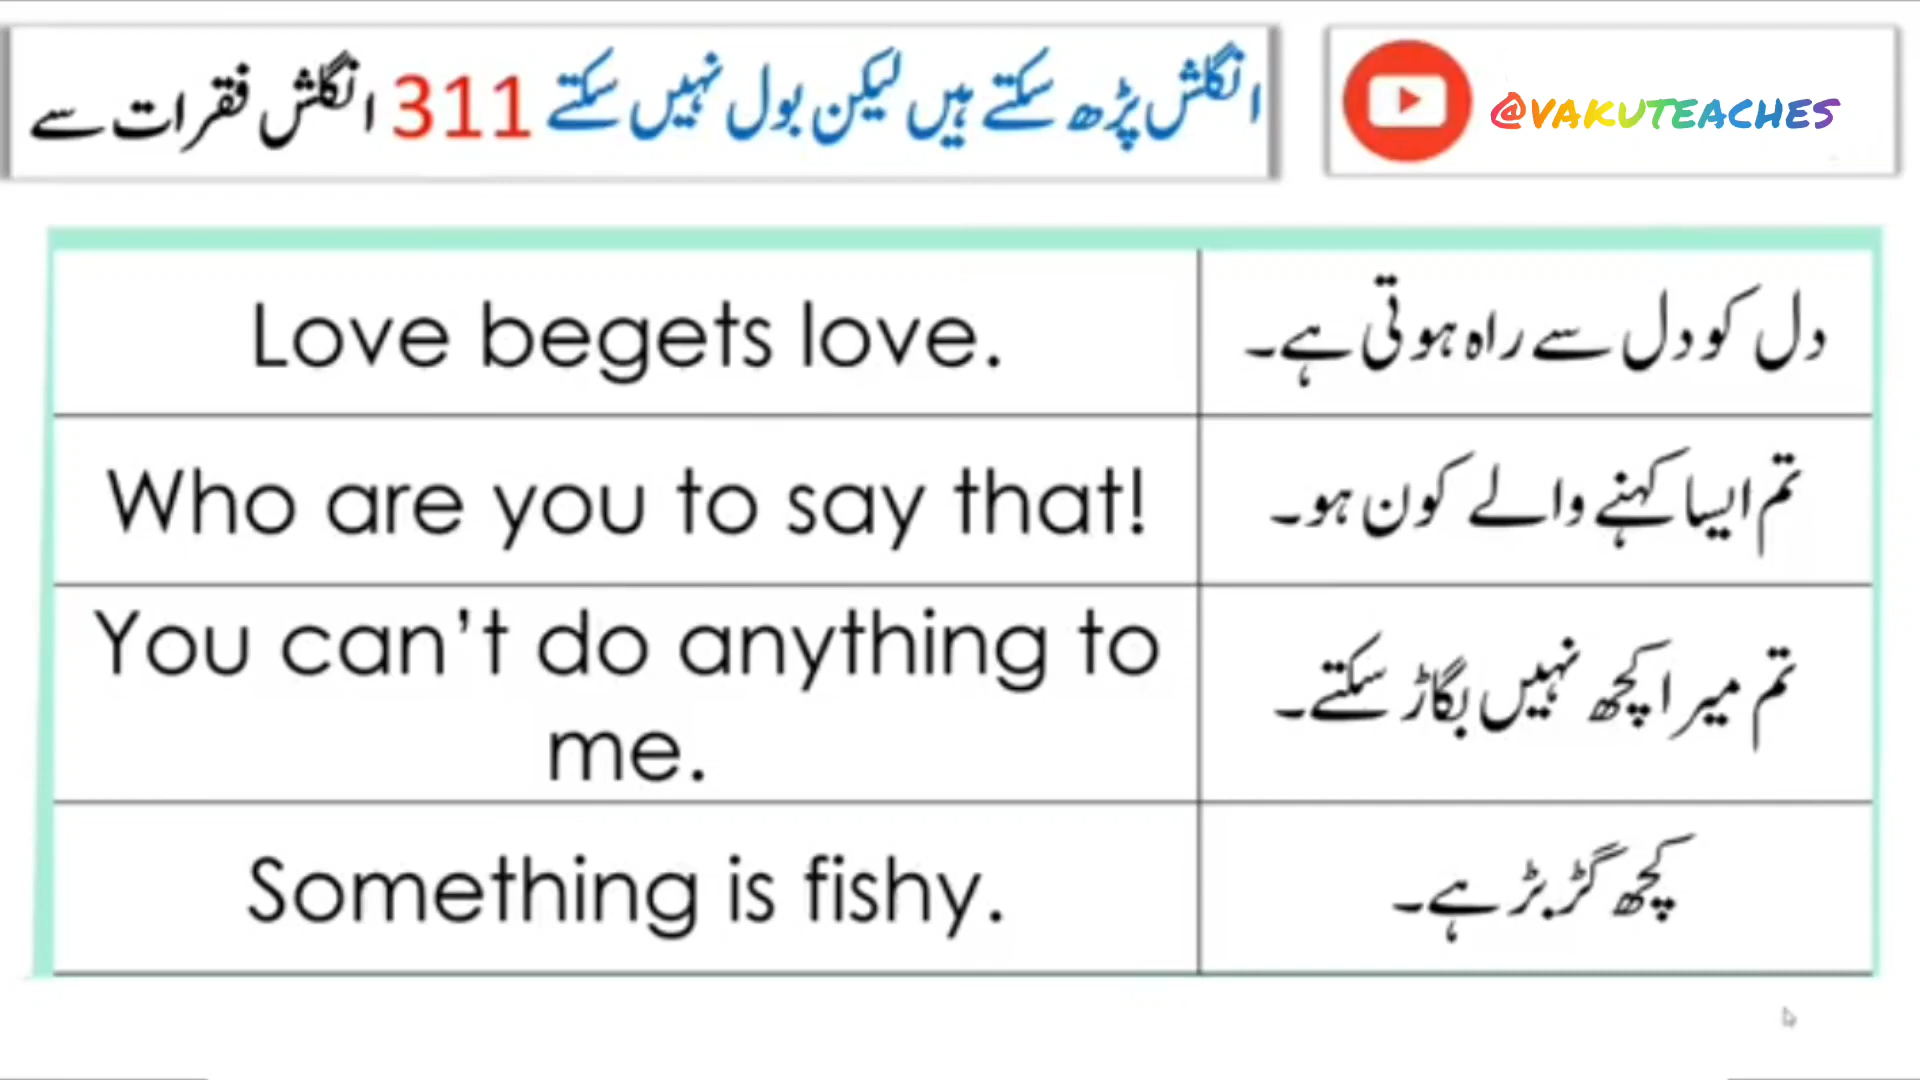 انگلش پڑھ سکتے ہیں لیکن بول نہیں سکتے 311 انگلش فقرات سے
@VAKUTEACHES
Love begets love.
دل کو دل سے راہ ہوتی ہے۔
Who are you to say that!
تم ایسا کہنے والے کون ہو۔
You can't do anything to
me.
تم میرا کچھ نہیں بگاڑ سکتے۔
Something is fishy.
کچھ گڑبڑ ہے۔